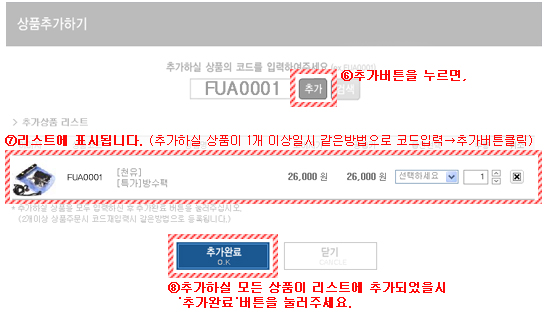 상품추가하기
추가하실 상품의 코드를 입력하여주세요.(ex.FUA0001)
FUA0001 추가 검색
⑥추가버튼을 누르면,
> 추가상품 리스트
⑦리스트에 표시됩니다. (추가하실 상품이 1개 이상일시 같은방법으로 코드입력→추가버튼클릭)
FUA0001 [천유] 26,000 원 26,000 원 선택하세요 1
[특가]방수팩
* 추가하실 상품을 모두 입력하신 후 추가완료 버튼을 눌러주십시오.
(2개이상 상품주문시 코드재입력시 같은방법으로 등록됩니다.)
추가완료 닫기
O.K CANCLE
⑧추가하실 모든 상품이 리스트에 추가되었을시
'추가완료'버튼을 눌러주세요.